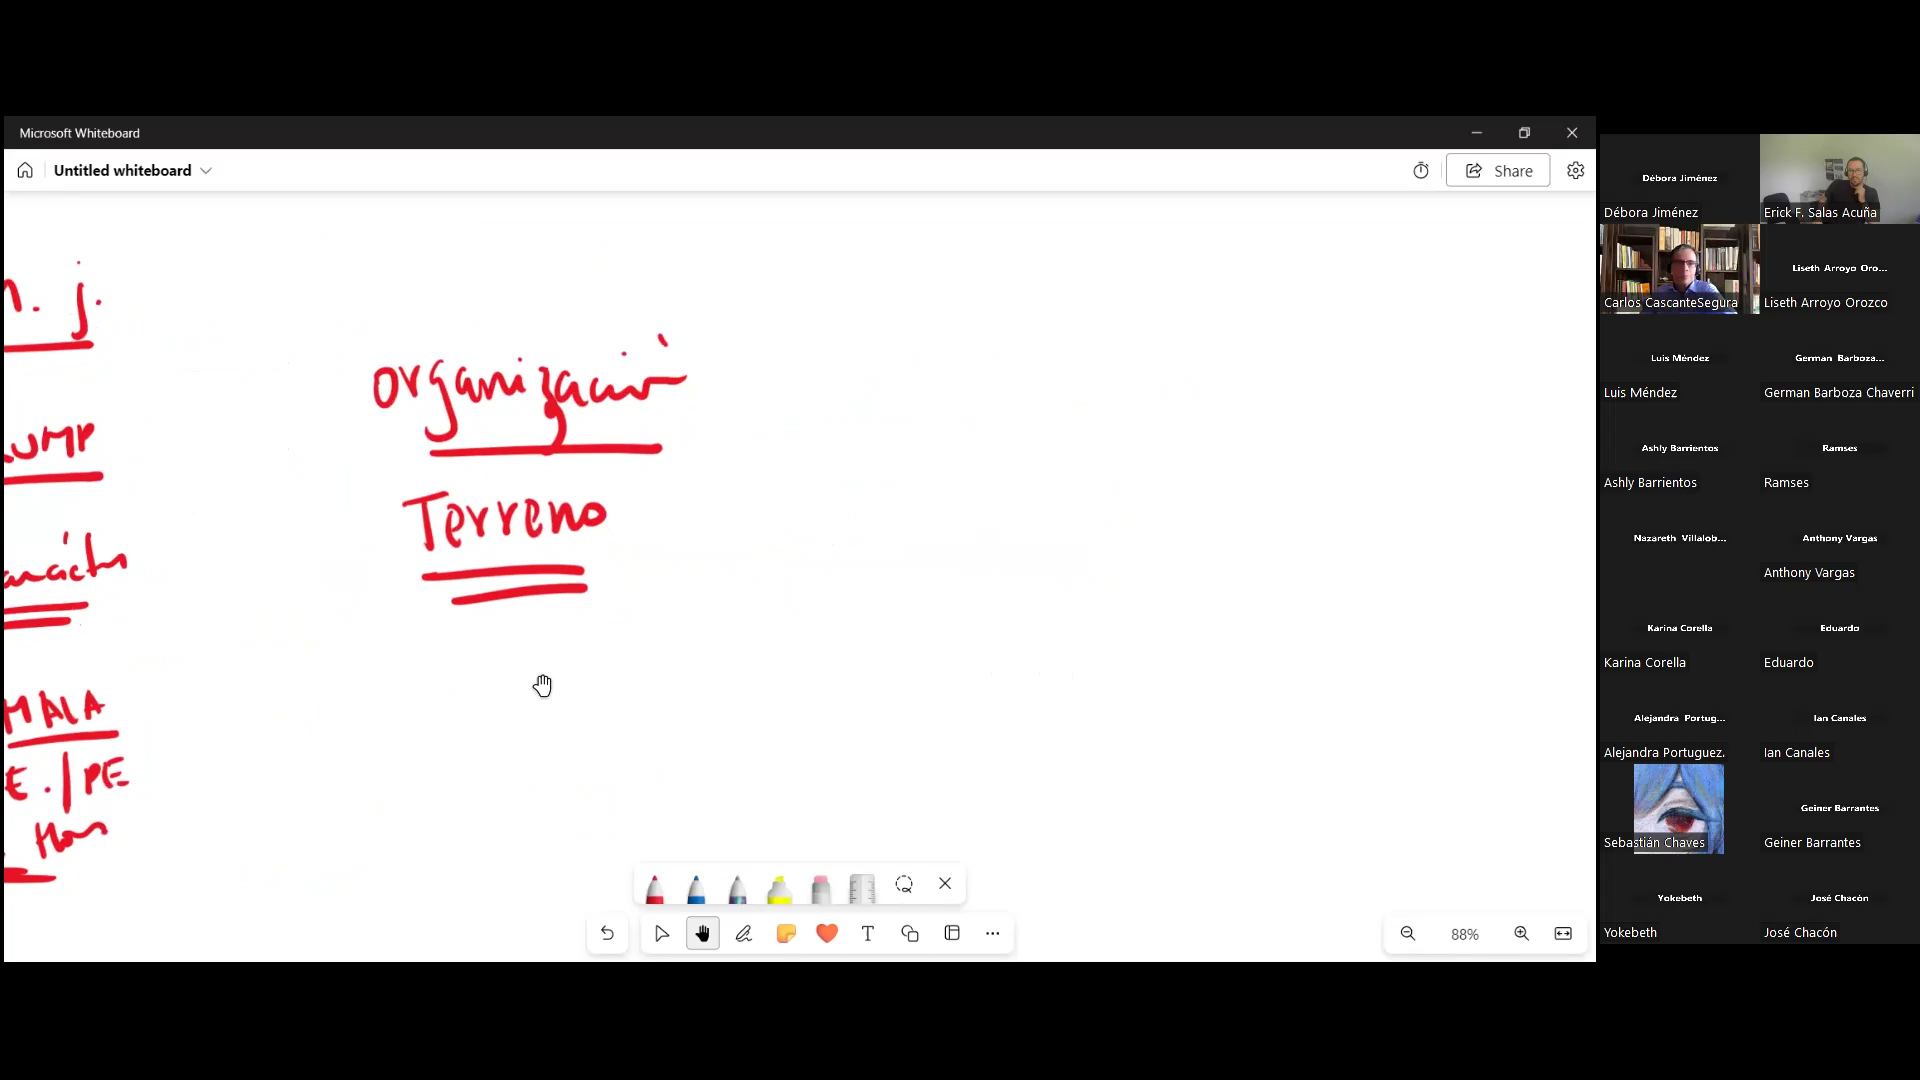 Microsoft Whiteboard
Untitled whiteboard
Share
n. j.
organización
UMP
Terreno
MALA
E. / PE
88%
Débora Jiménez
Débora Jiménez
Erick F. Salas Acuña
Carlos CascanteSegura
Liseth Arroyo Oro...
Liseth Arroyo Orozco
Luis Méndez
Luis Méndez
German Barboza...
German Barboza Chaverri
Ashly Barrientos
Ashly Barrientos
Ramses
Ramses
Nazareth Villalob...
Anthony Vargas
Anthony Vargas
Karina Corella
Karina Corella
Eduardo
Eduardo
Alejandra Portug...
Alejandra Portuguez.
Ian Canales
Ian Canales
Sebastián Chaves
Geiner Barrantes
Geiner Barrantes
Yokebeth
Yokebeth
José Chacón
José Chacón